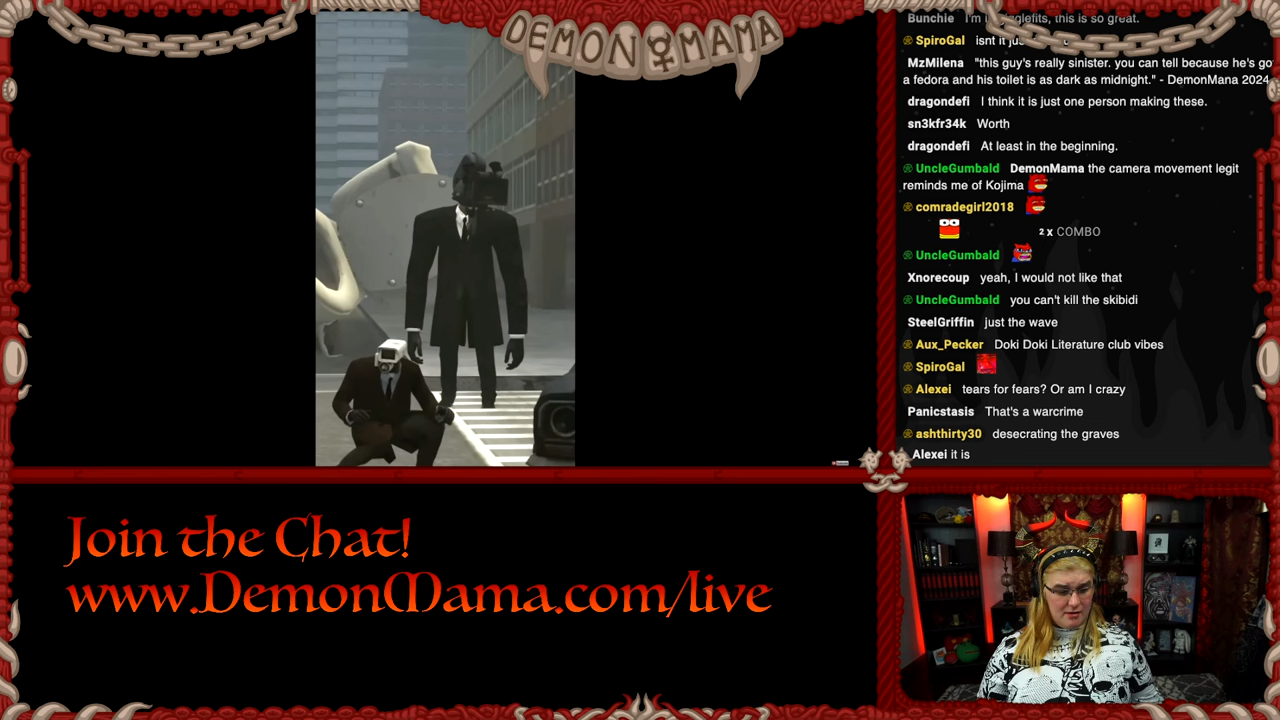 DEMON MAMA
Bunchie I'm
this is so great.
SpiroGal isnt it
MzMilena "this guy's really sinister. you can tell because he's go
a fedora and his toilet is as dark as midnight." - DemonMana 2024
dragondefi I think it is just one person making these.
sn3kfr34k Worth
dragondefi At least in the beginning.
UncleGumbald DemonMama the camera movement legit
reminds me of Kojima
comradegirl2018
2 x COMBO
UncleGumbald
Xnorecoup yeah, I would not like that
UncleGumbald you can't kill the skibidi
SteelGriffin just the wave
Aux_Pecker Doki Doki Literature club vibes
SpiroGal
Alexei tears for fears? Or am I crazy
Panicstasis That's a warcrime
ashthirty30 desecrating the graves
Alexei it is
Join the Chat!
www.DemonMama.com/live